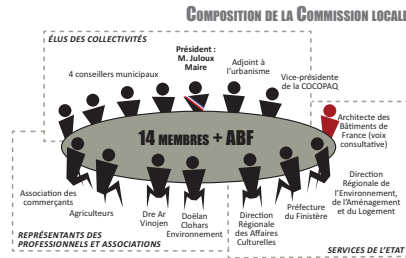 COMPOSITION DE LA COMMISSION LOCALE
ÉLUS DES COLLECTIVITÉS
Président :
M. Juloux
Maire
4 conseillers municipaux
Adjoint à
l'urbanisme
Vice-présidente
de la COCOPAQ
Architecte des
Bâtiments de
France (voix
consultative)
14 MEMBRES + ABF
Association des
commerçants
Agriculteurs
Dre Ar
Vinojen
Doëlan
Clohars
Environnement
Direction
Régionale
des Affaires
Culturelles
Préfecture
du Finistère
Direction
Régionale de
l'Environnement,
de l'Aménagement
et du Logement
REPRÉSENTANTS DES
PROFESSIONNELS ET ASSOCIATIONS
SERVICES DE L'ETAT